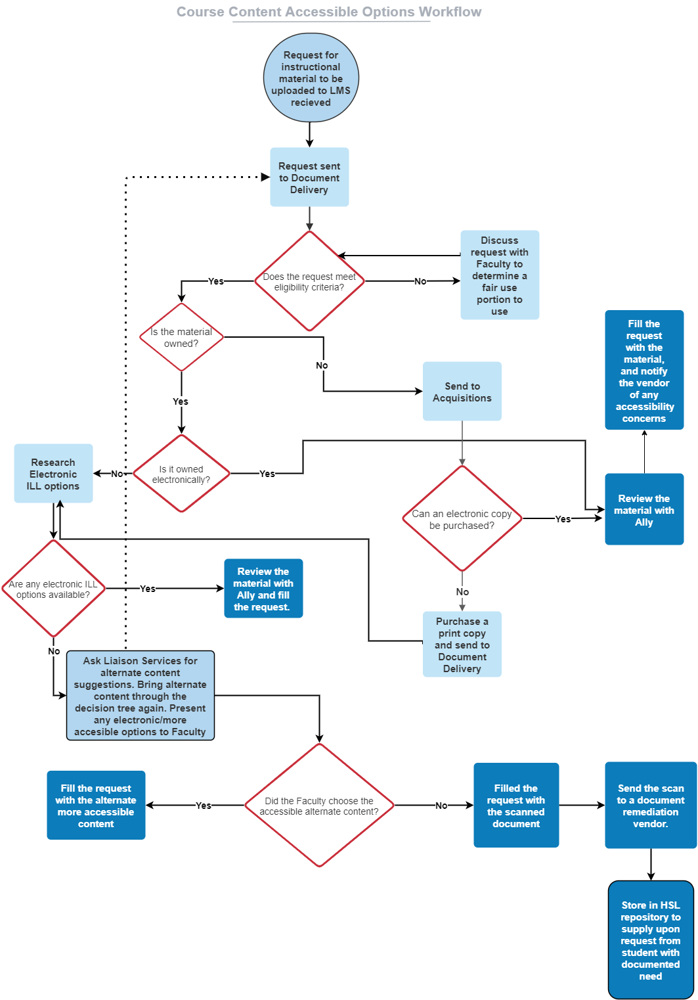 Course Content Accessible Options Workflow
Request for
instructional
material to be
uploaded to LMS
recieved
Request sent
to Document
Delivery
Discuss
request with
Faculty to
determine a
fair use
portion to
use
Does the request meet
eligibility criteria?
Yes
No
Is the material
owned?
No
Yes
Fill the
request
with the
material,
and notify
the vendor
of any
accessibility
concerns
Send to
Acquisitions
Research
Electronic
ILL options
No
Is it owned
electronically?
Yes
Review the
material with
Ally
Can an electronic copy
be purchased?
Yes
No
Are any electronic ILL
options available?
Yes
Review the
material with
Ally and fill
the request.
No
Purchase a
print copy
and send to
Document
Delivery
Ask Liaison Services for
alternate content
suggestions. Bring alternate
content through the
decision tree again. Present
any electronic/more
accesible options to Faculty
Fill the request
with the alternate
more accessible
content
Yes
Did the Faculty choose the
accessible alternate content?
No
Filled the
request with
the scanned
document
Send the scan
to a document
remediation
vendor.
Store in HSL
repository to
supply upon
request from
student with
documented
need